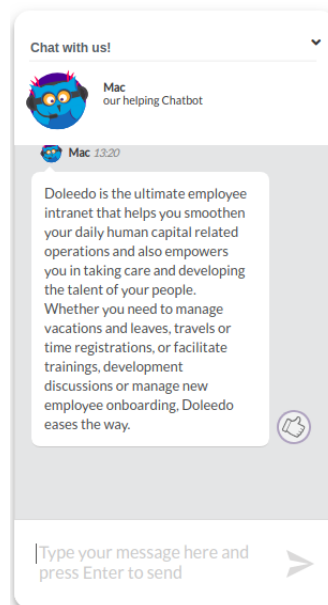 Chat with us!
Mac
our helping Chatbot
Mac 13:20
Doleedo is the ultimate employee
intranet that helps you smoothen
your daily human capital related
operations and also empowers
you in taking care and developing
the talent of your people.
Whether you need to manage
vacations and leaves, travels or
time registrations, or facilitate
trainings, development
discussions or manage new
employee onboarding, Doleedo
eases the way.
Type your message here and
press Enter to send